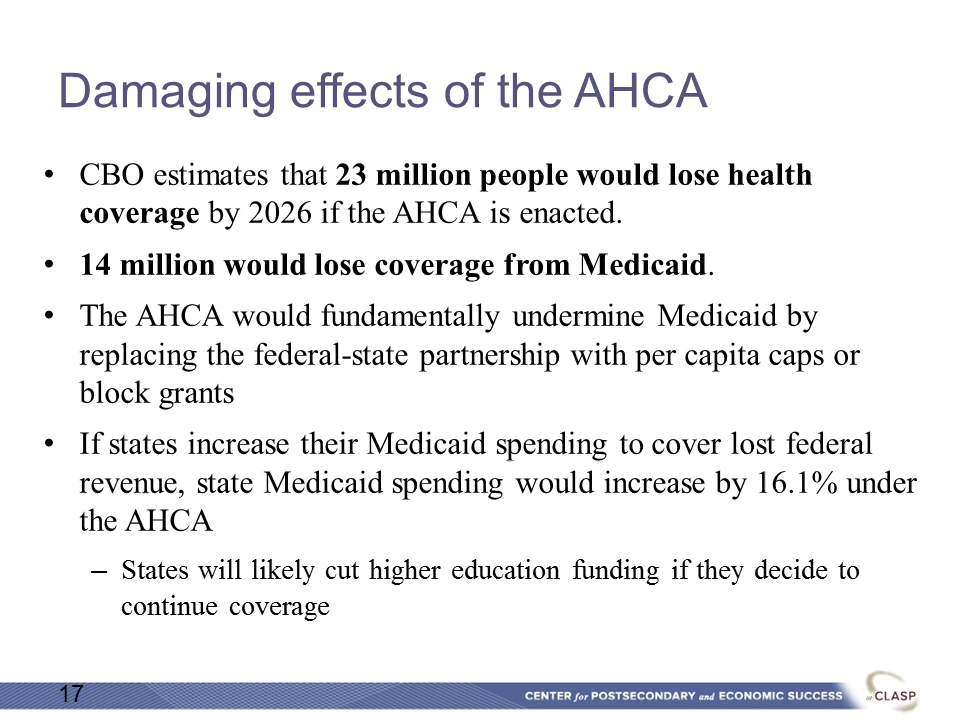 Damaging effects of the AHCA
• CBO estimates that 23 million people would lose health
coverage by 2026 if the AHCA is enacted.
• 14 million would lose coverage from Medicaid.
• The AHCA would fundamentally undermine Medicaid by
replacing the federal-state partnership with per capita caps or
block grants
• If states increase their Medicaid spending to cover lost federal
revenue, state Medicaid spending would increase by 16.1% under
the AHCA
– States will likely cut higher education funding if they decide to
continue coverage
17
CENTER for POSTSECONDARY and ECONOMIC SUCCESS at CLASP